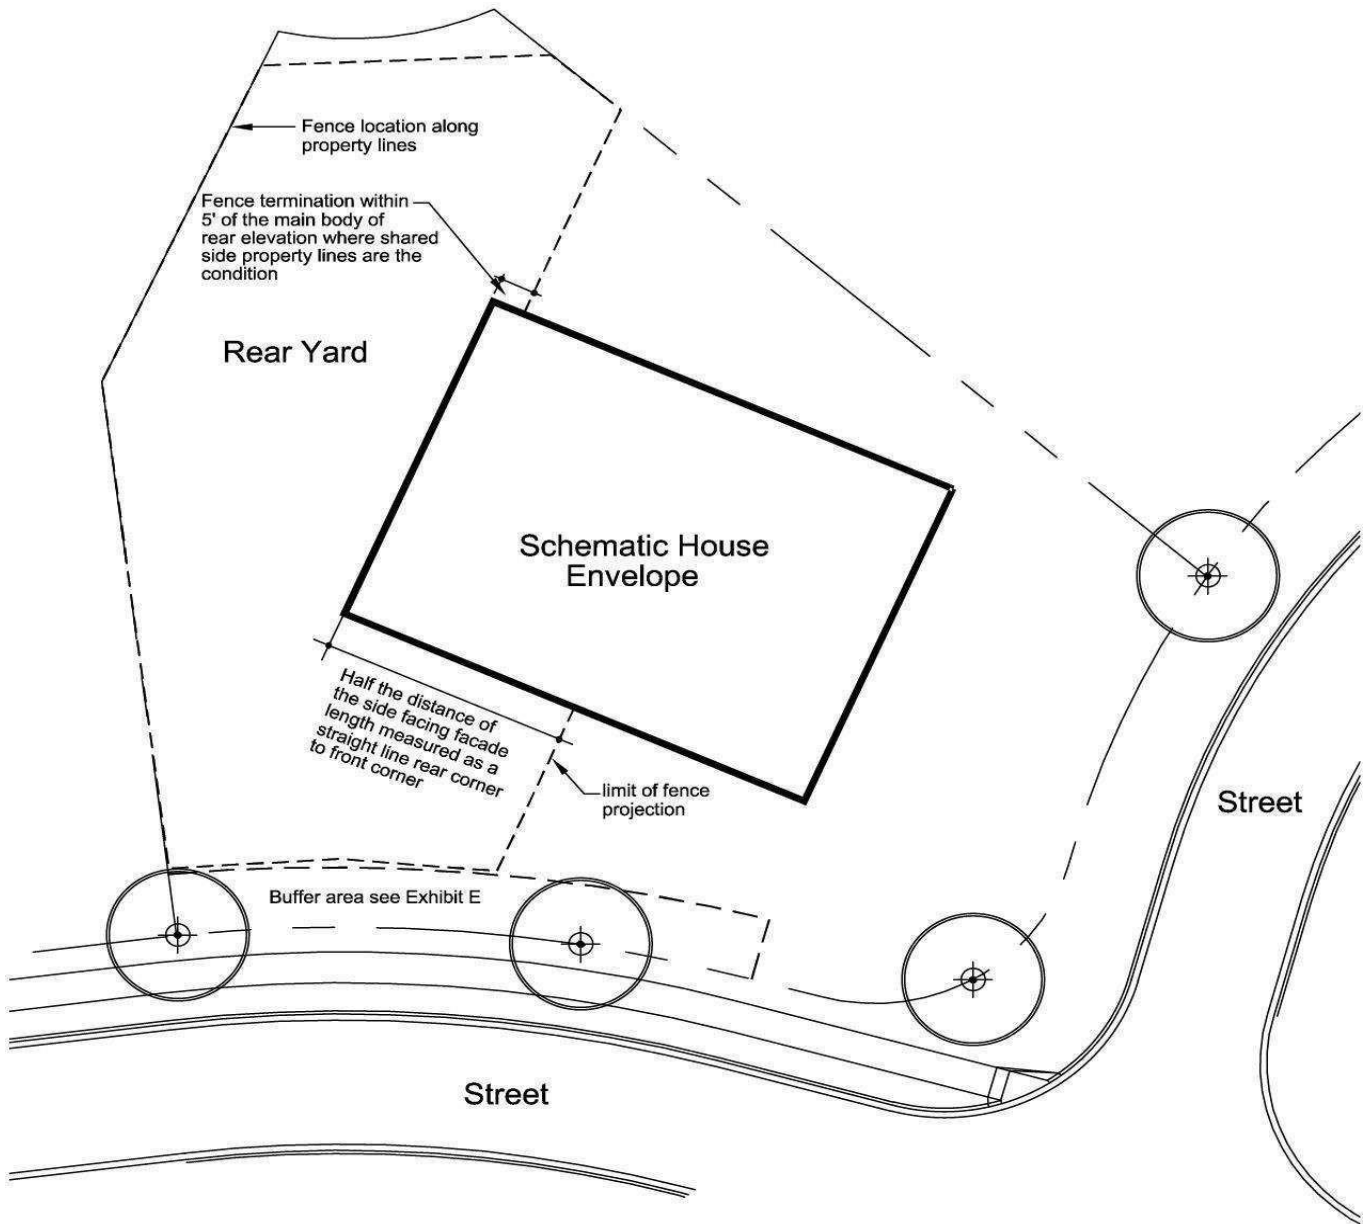 Fence location along
property lines
Fence termination within
5' of the main body of
rear elevation where shared
side property lines are the
condition
Rear Yard
Schematic House
Envelope
Half the distance of
the side facing facade
length measured as a
straight line rear corner
to front corner
limit of fence
projection
Street
Buffer area see Exhibit E
Street